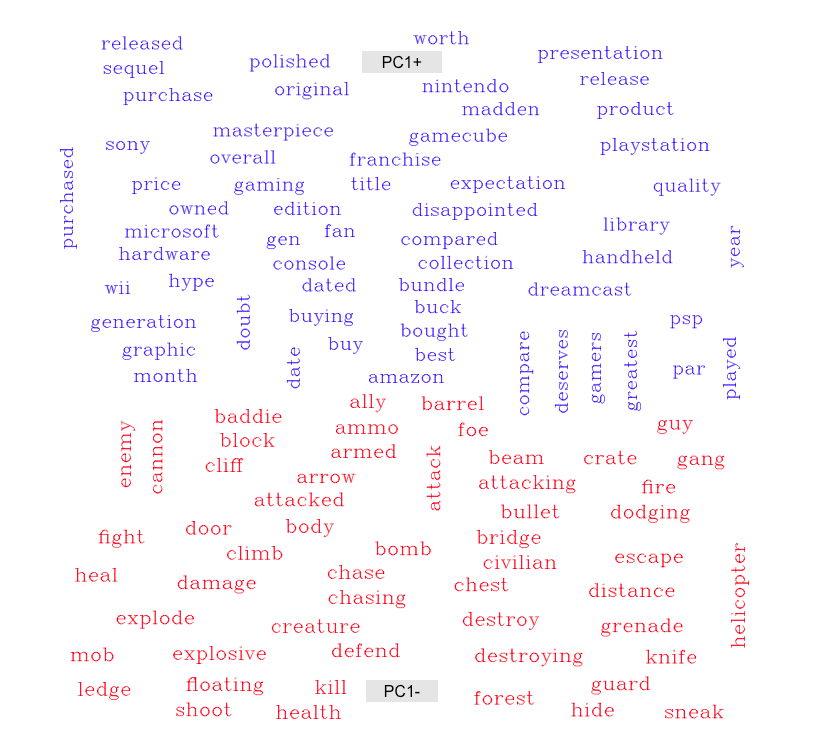 worth
released
presentation
sequel
polished
PC1+
release
purchase
original
nintendo
madden
product
masterpiece
gamecube
sony
playstation
overall
franchise
purchased
price
gaming
title
expectation
quality
owned
edition
disappointed
microsoft
gen
fan
library
year
hardware
console
compared
collection
handheld
wii
hype
dated
bundle
dreamcast
buck
generation
doubt
buying
bought
psp
graphic
buy
best
month
date
amazon
compare
deserves
gamers
greatest
par
played
ally
barrel
baddie
ammo
foe
guy
enemy
cannon
block
armed
attack
beam
crate
gang
cliff
arrow
attacking
fire
attacked
bullet
dodging
fight
door
body
bridge
climb
bomb
civilian
escape
heal
damage
chase
chest
distance
helicopter
chasing
explode
creature
destroy
grenade
mob
explosive
defend
destroying
knife
ledge
floating
kill
PC1-
forest
guard
shoot
health
hide
sneak